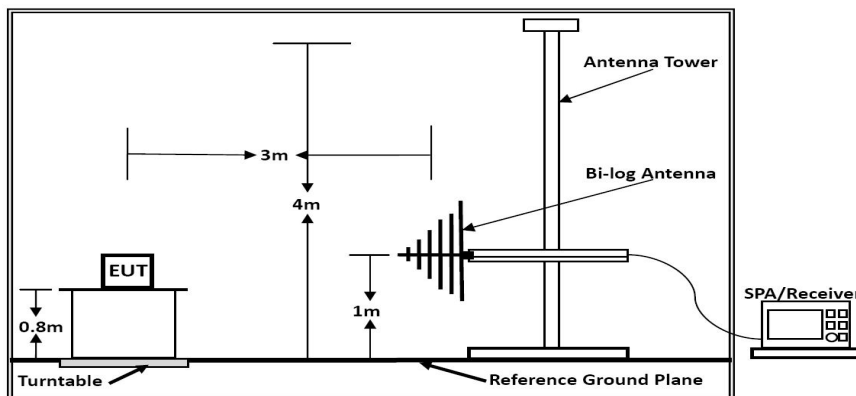 Antenna Tower
3m
Bi-log Antenna
4m
EUT
SPA/Receiver
0.8m
1m
Turntable
Reference Ground Plane